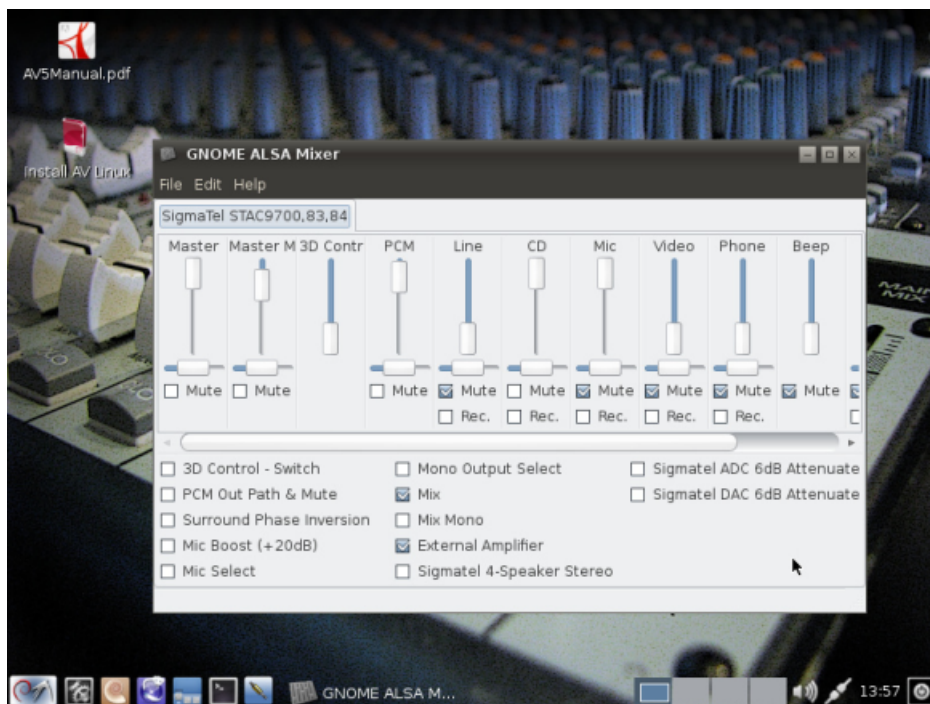 AV5Manual.pdf
Install AV Linux
GNOME ALSA Mixer
File Edit Help
SigmaTel STAC9700,83,84
Master Master M 3D Contr PCM Line CD Mic Video Phone Beep
Mute Mute Mute Mute Mute Mute Mute Mute Mute
Rec. Rec. Rec. Rec. Rec.
3D Control - Switch Mono Output Select Sigmatel ADC 6dB Attenuate
PCM Out Path & Mute Mix Sigmatel DAC 6dB Attenuate
Surround Phase Inversion Mix Mono
Mic Boost (+20dB) External Amplifier
Mic Select Sigmatel 4-Speaker Stereo
MAIN
MIX
SOLO
GNOME ALSA M...
13:57